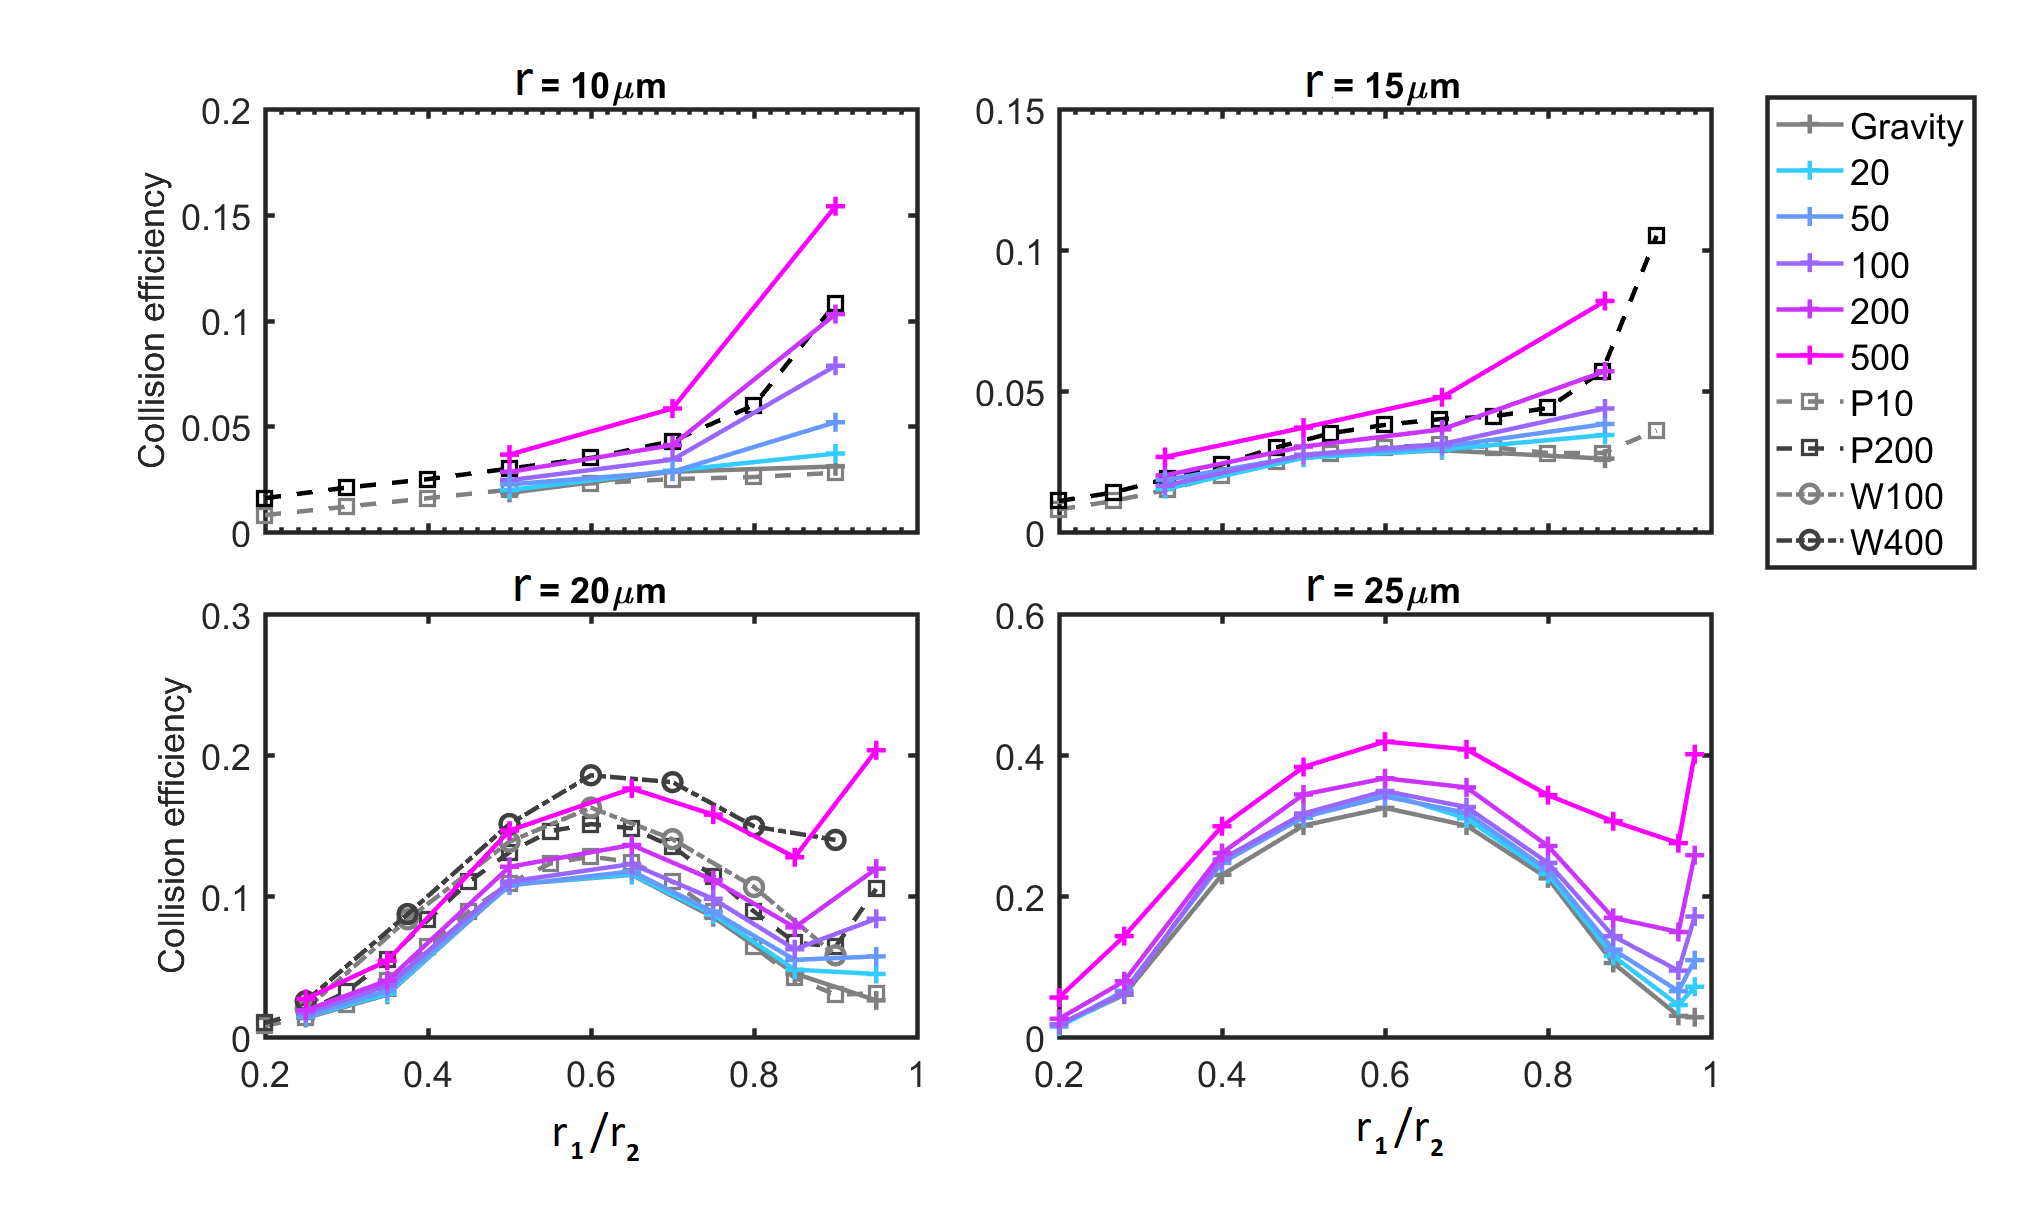 r = 10μm
r = 15μm
0.2
0.15
0.1
0.05
0
Collision efficiency
0.15
0.1
0.05
0
Gravity
20
50
100
200
500
P10
P200
W100
W400
r = 20μm
r = 25μm
0.3
0.2
0.1
0
Collision efficiency
0.2 0.4 0.6 0.8 1
r₁/r₂
0.6
0.4
0.2
0
0.2 0.4 0.6 0.8 1
r₁/r₂